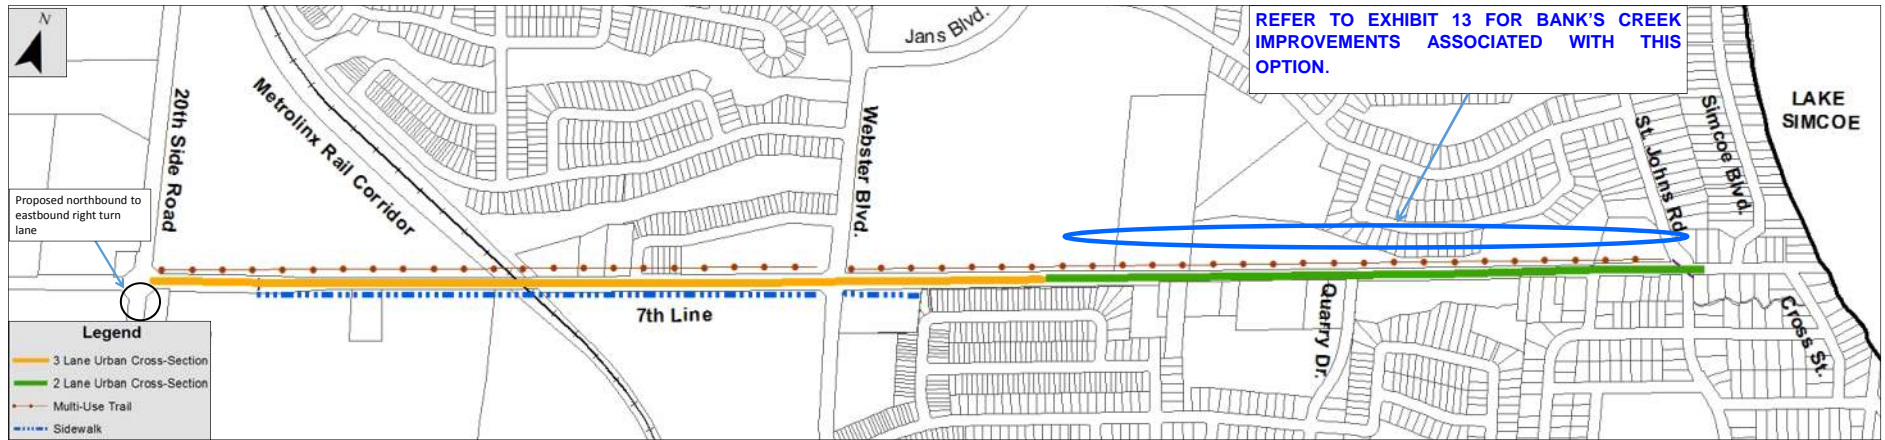 N
Jans Blvd.
REFER TO EXHIBIT 13 FOR BANK’S CREEK
IMPROVEMENTS ASSOCIATED WITH THIS
OPTION.
20th Side Road
Metrolinx Rail Corridor
Webster Blvd.
St. Johns Rd
Simcoe Blvd.
LAKE
SIMCOE
Proposed northbound to
eastbound right turn
lane
7th Line
Quarry Dr.
Cross St.
Legend
3 Lane Urban Cross-Section
2 Lane Urban Cross-Section
Multi-Use Trail
Sidewalk